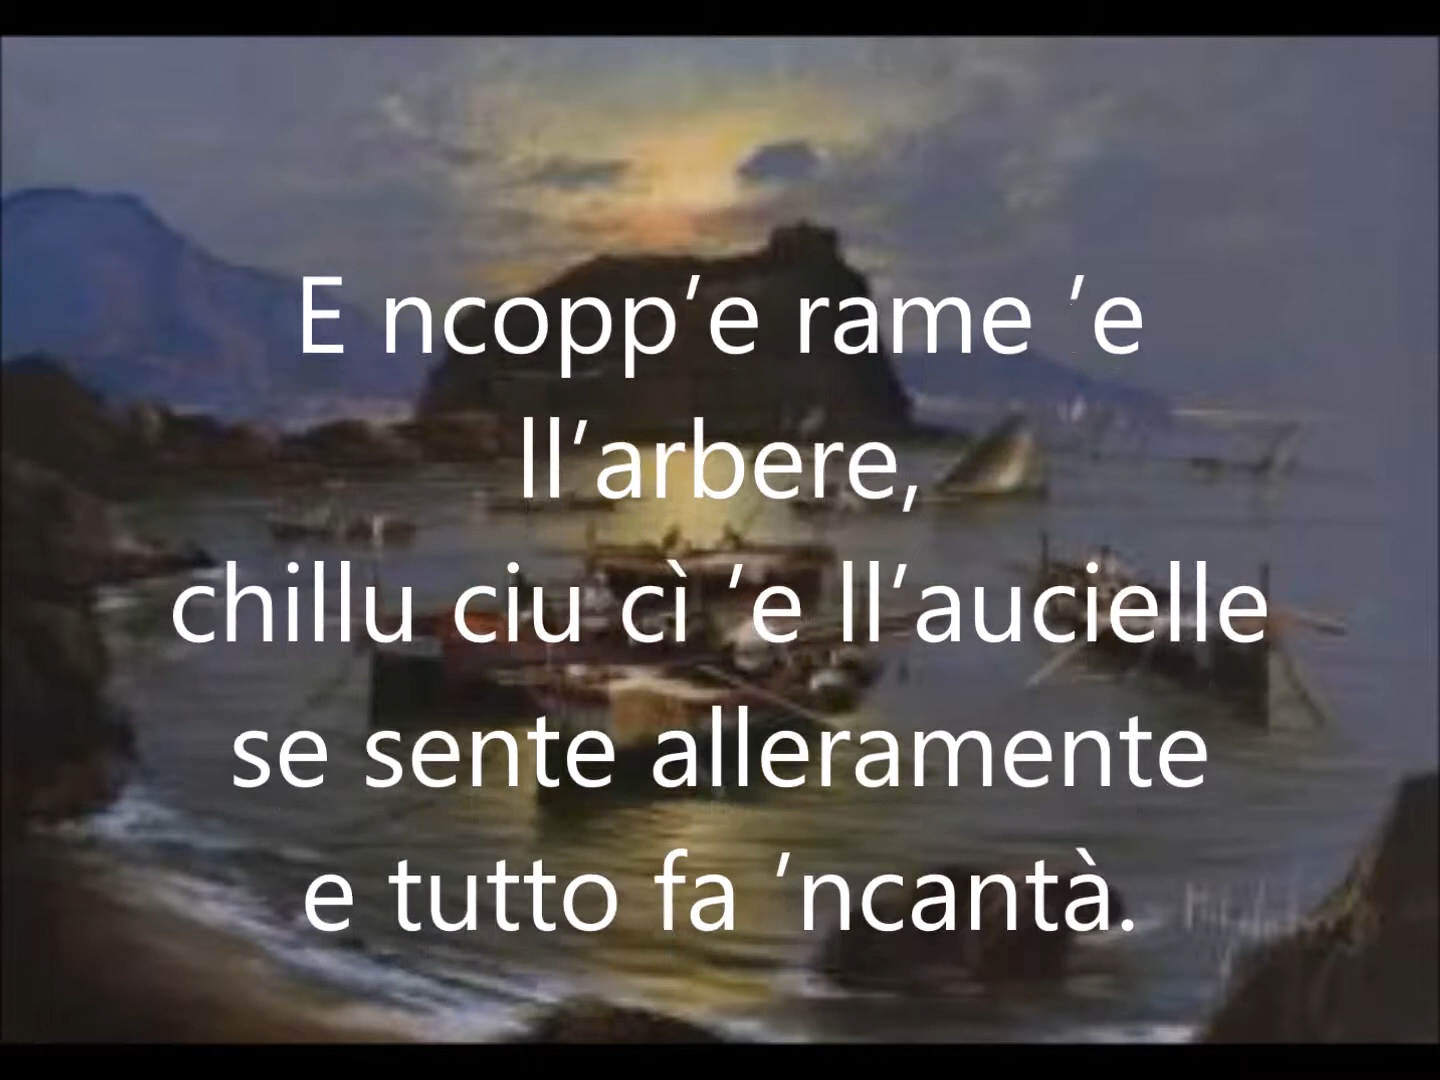 E ncopp’e rame ’e
ll’arbere,
chillu ciu cì ’e ll’aucielle
se sente alleramente
e tutto fa ’ncantà.